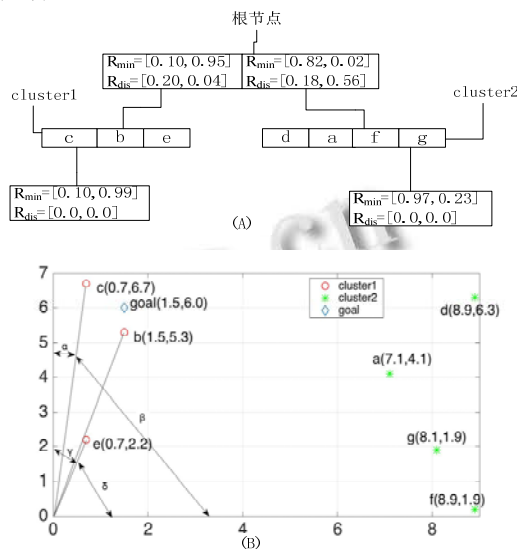 根节点
R_min=[0.10,0.95] R_min=[0.82,0.02]
R_dis=[0.20,0.04] R_dis=[0.18,0.56]
cluster1
cluster2
c b e d a f g
R_min=[0.10,0.99]
R_dis=[0.0,0.0]
R_min=[0.97,0.23]
R_dis=[0.0,0.0]
(A)
7
6
5
4
3
2
1
0
c(0.7,6.7)
goal(1.5,6.0)
b(1.5,5.3)
cluster1
cluster2
goal
d(8.9,6.3)
a(7.1,4.1)
α
β
g(8.1,1.9)
e(0.7,2.2)
γ
δ
f(8.9,1.9)
0 2 4 6 8
(B)